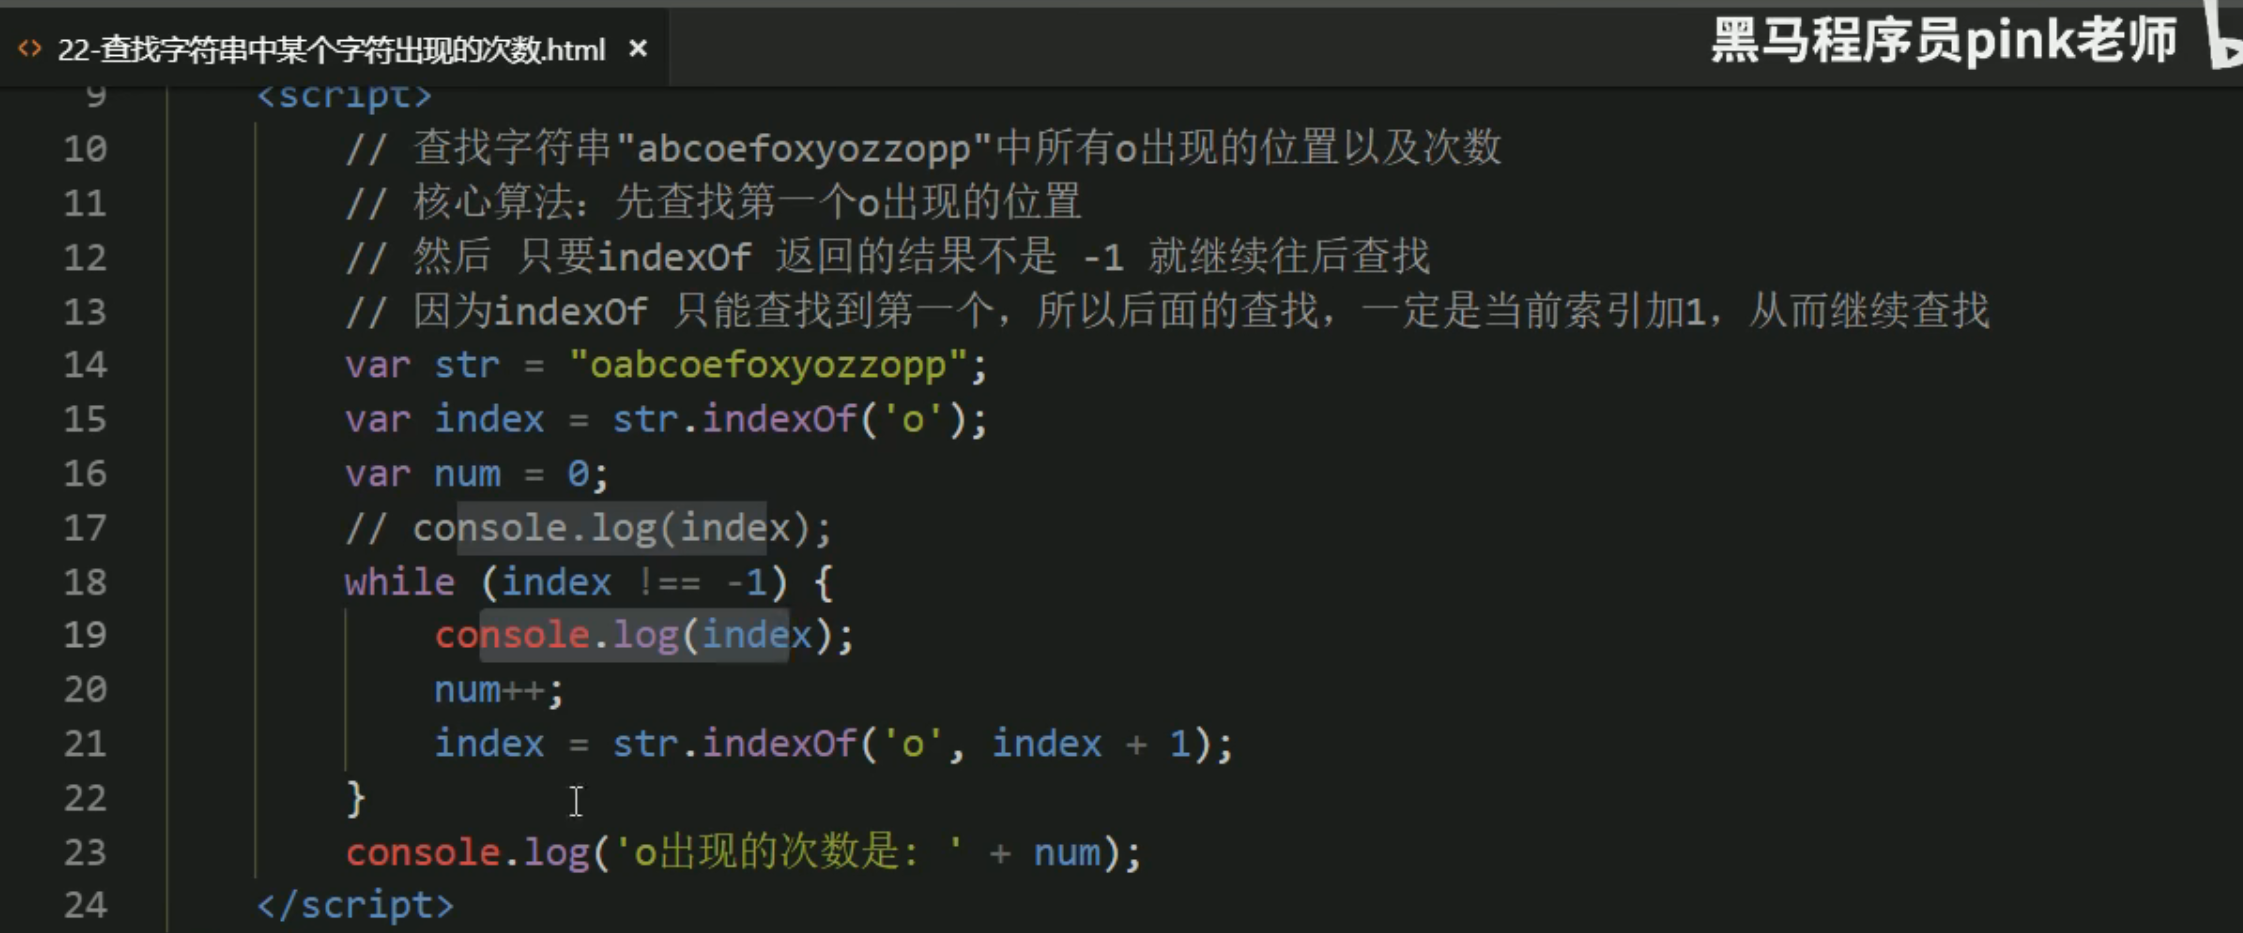 22-查找字符串中某个字符出现的次数.html ×
黑马程序员pink老师
9 <script>
10 // 查找字符串"abcoefoxyozzopp"中所有o出现的位置以及次数
11 // 核心算法：先查找第一个o出现的位置
12 // 然后 只要indexOf 返回的结果不是 -1 就继续往后查找
13 // 因为indexOf 只能查找到第一个，所以后面的查找，一定是当前索引加1，从而继续查找
14 var str = "oabcoefoxyozzopp";
15 var index = str.indexOf('o');
16 var num = 0;
17 // console.log(index);
18 while (index !== -1) {
19 console.log(index);
20 num++;
21 index = str.indexOf('o', index + 1);
22 }
23 console.log('o出现的次数是: ' + num);
24 </script>